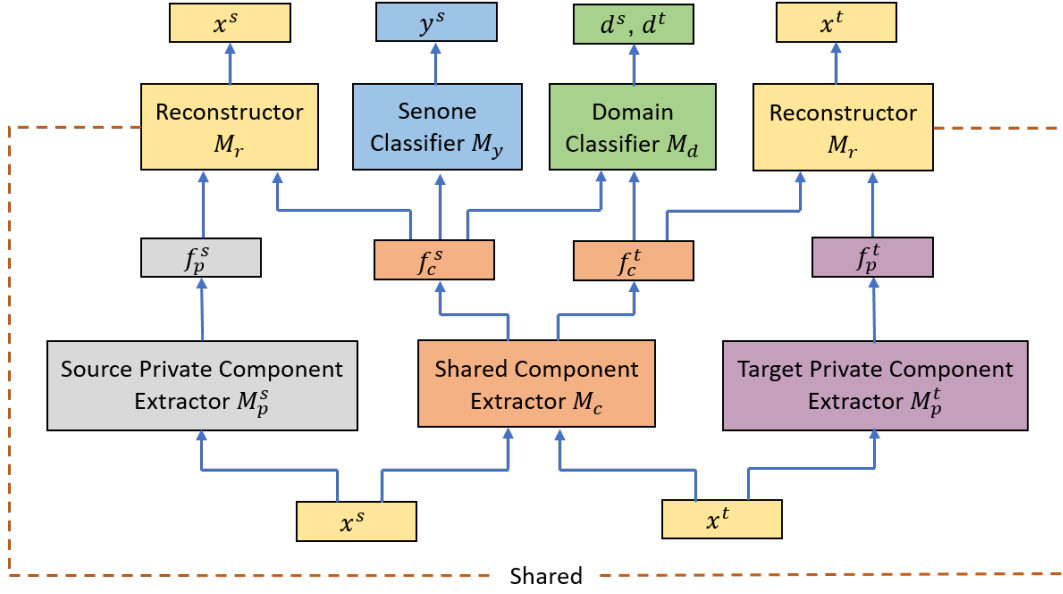 x^s
y^s
d^s, d^t
x^t
Reconstructor
M_r
Senone
Classifier M_y
Domain
Classifier M_d
Reconstructor
M_r
f_p^s
f_c^s
f_c^t
f_p^t
Source Private Component
Extractor M_p^s
Shared Component
Extractor M_c
Target Private Component
Extractor M_p^t
x^s
x^t
Shared